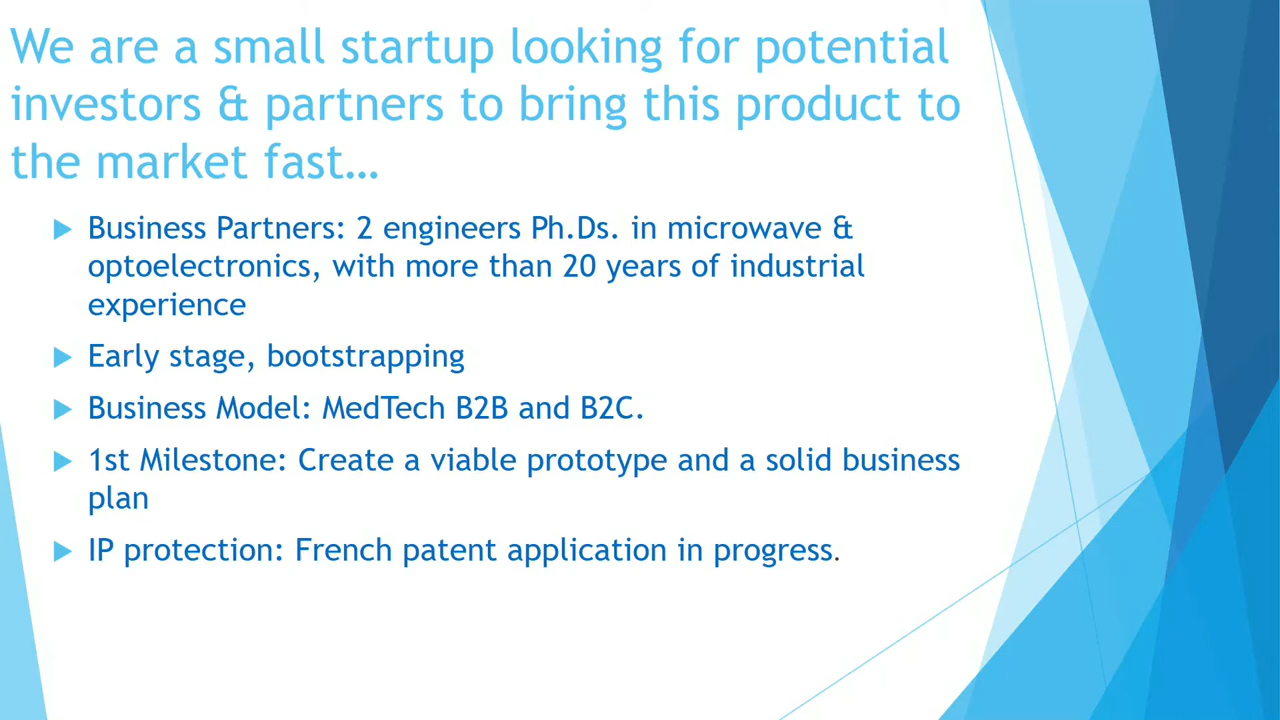 We are a small startup looking for potential
investors & partners to bring this product to
the market fast…
Business Partners: 2 engineers Ph.Ds. in microwave &
optoelectronics, with more than 20 years of industrial
experience
Early stage, bootstrapping
Business Model: MedTech B2B and B2C.
1st Milestone: Create a viable prototype and a solid business
plan
IP protection: French patent application in progress.